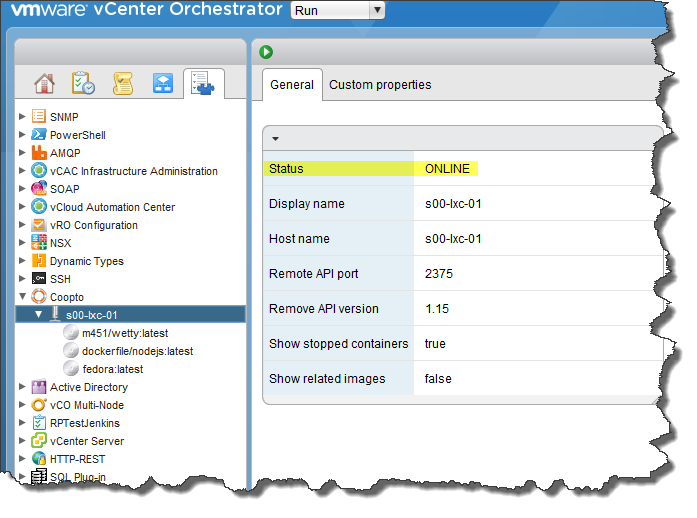 vmware vCenter Orchestrator Run
General Custom properties
SNMP
PowerShell
AMQP
vCAC Infrastructure Administration
SOAP
vCloud Automation Center
vRO Configuration
NSX
Dynamic Types
SSH
Coopto
s00-lxc-01
m451/wetty:latest
dockerfile/nodejs:latest
fedora:latest
Active Directory
vCO Multi-Node
RPTestJenkins
vCenter Server
HTTP-REST
SQL Plug-in
Status ONLINE
Display name s00-lxc-01
Host name s00-lxc-01
Remote API port 2375
Remove API version 1.15
Show stopped containers true
Show related images false